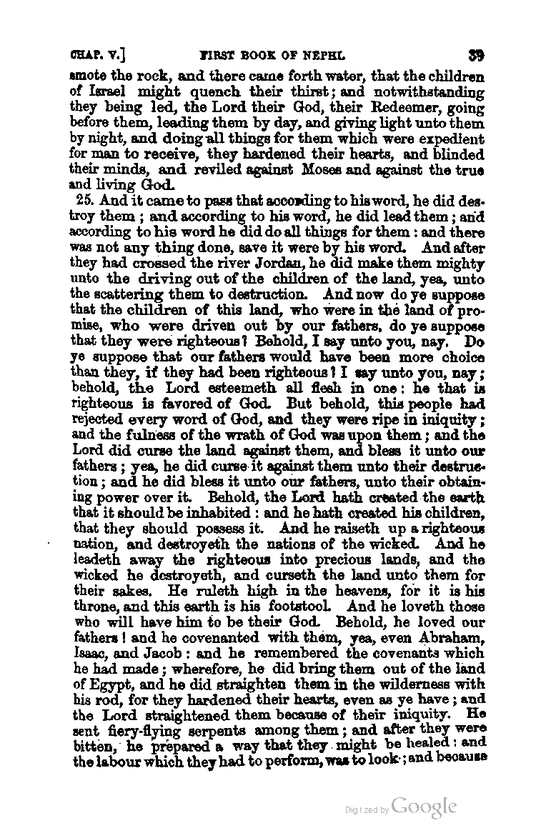 CHAP. V.] FIRST BOOK OF NEPHI. 39
smote the rock, and there came forth water, that the children
of Israel might quench their thirst; and notwithstanding
they being led, the Lord their God, their Redeemer, going
before them, leading them by day, and giving light unto them
by night, and doing all things for them which were expedient
for man to receive, they hardened their hearts, and blinded
their minds, and reviled against Moses and against the true
and living God.
25. And it came to pass that according to his word, he did des-
troy them ; and according to his word, he did lead them ; and
according to his word he did do all things for them : and there
was not any thing done, save it were by his word. And after
they had crossed the river Jordan, he did make them mighty
unto the driving out of the children of the land, yea, unto
the scattering them to destruction. And now do ye suppose
that the children of this land, who were in the land of pro-
mise, who were driven out by our fathers, do ye suppose
that they were righteous? Behold, I say unto you, nay. Do
ye suppose that our fathers would have been more choice
than they, if they had been righteous? I say unto you, nay ;
behold, the Lord esteemeth all flesh in one : he that is
righteous is favored of God. But behold, this people had
rejected every word of God, and they were ripe in iniquity ;
and the fulness of the wrath of God was upon them ; and the
Lord did curse the land against them, and bless it unto our
fathers ; yea, he did curse it against them unto their destruc-
tion ; and he did bless it unto our fathers, unto their obtain-
ing power over it. Behold, the Lord hath created the earth
that it should be inhabited : and he hath created his children,
that they should possess it. And he raiseth up a righteous
nation, and destroyeth the nations of the wicked. And he
leadeth away the righteous into precious lands, and the
wicked he destroyeth, and curseth the land unto them for
their sakes. He ruleth high in the heavens, for it is his
throne, and this earth is his footstool. And he loveth those
who will have him to be their God. Behold, he loved our
fathers ! and he covenanted with them, yea, even Abraham,
Isaac, and Jacob : and he remembered the covenants which
he had made ; wherefore, he did bring them out of the land
of Egypt, and he did straighten them in the wilderness with
his rod, for they hardened their hearts, even as ye have ; and
the Lord straightened them because of their iniquity. He
sent fiery-flying serpents among them ; and after they were
bitten, he prepared a way that they might be healed : and
the labour which they had to perform, was to look ; and because
Digitized by Google